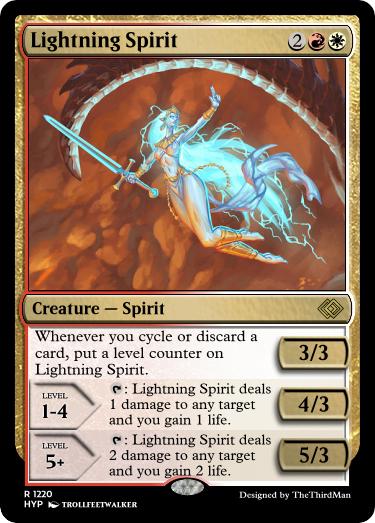 Lightning Spirit 2
Creature — Spirit
Whenever you cycle or discard a
card, put a level counter on
Lightning Spirit.
3/3
LEVEL
1-4
: Lightning Spirit deals
1 damage to any target
and you gain 1 life.
4/3
LEVEL
5+
: Lightning Spirit deals
2 damage to any target
and you gain 2 life.
5/3
R 1220
HYP TROLLFEETWALKER
Designed by TheThirdMan